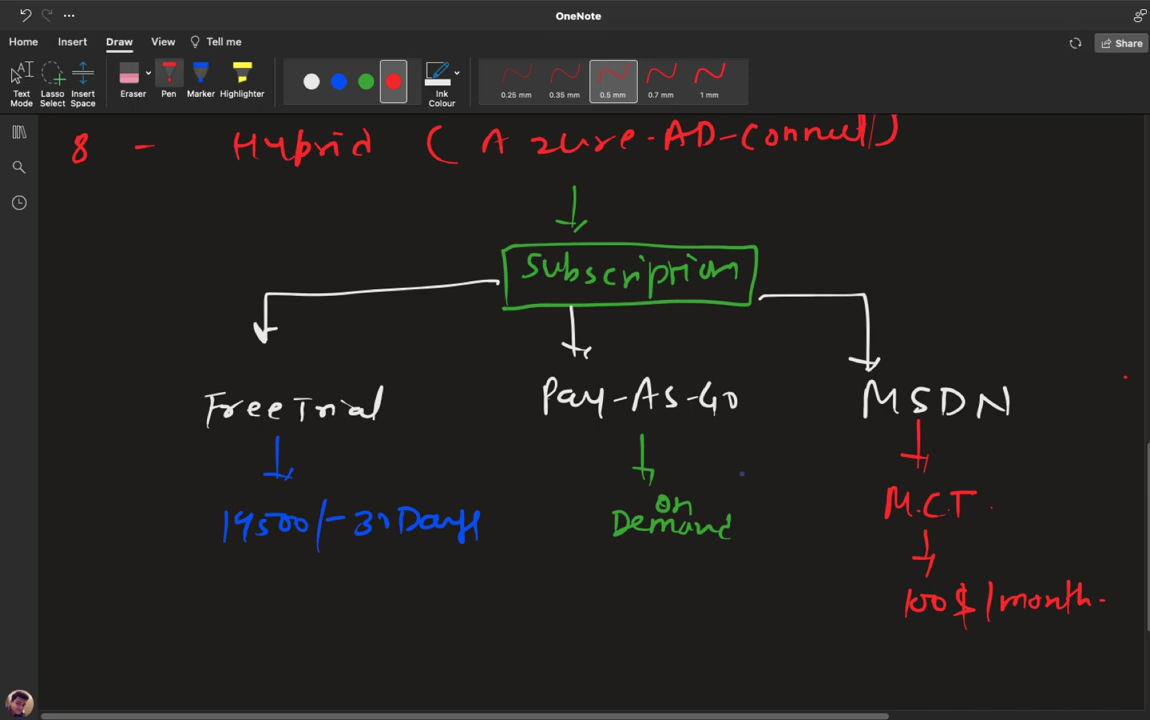 OneNote
Home Insert Draw View Tell me
Share
Text Mode
Lasso Select
Insert Space
Eraser
Pen
Marker
Highlighter
Ink Colour
0.25 mm
0.35 mm
0.5 mm
0.7 mm
1 mm
8 - Hybrid (Azure-AD-Connect)
Subscription
Free Trial
Pay-As-Go
MSDN
19500/- 30 Days
on
Demand
M.C.T.
100$/month.